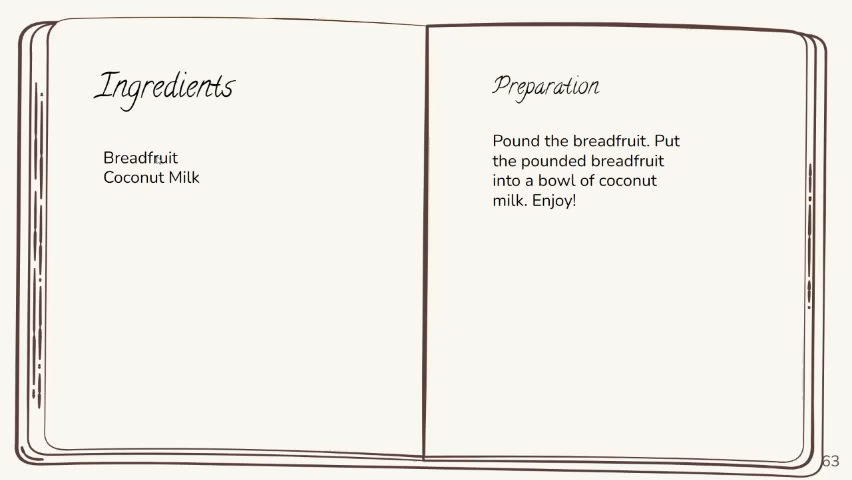 Ingredients
Breadfruit
Coconut Milk
Preparation
Pound the breadfruit. Put
the pounded breadfruit
into a bowl of coconut
milk. Enjoy!
63